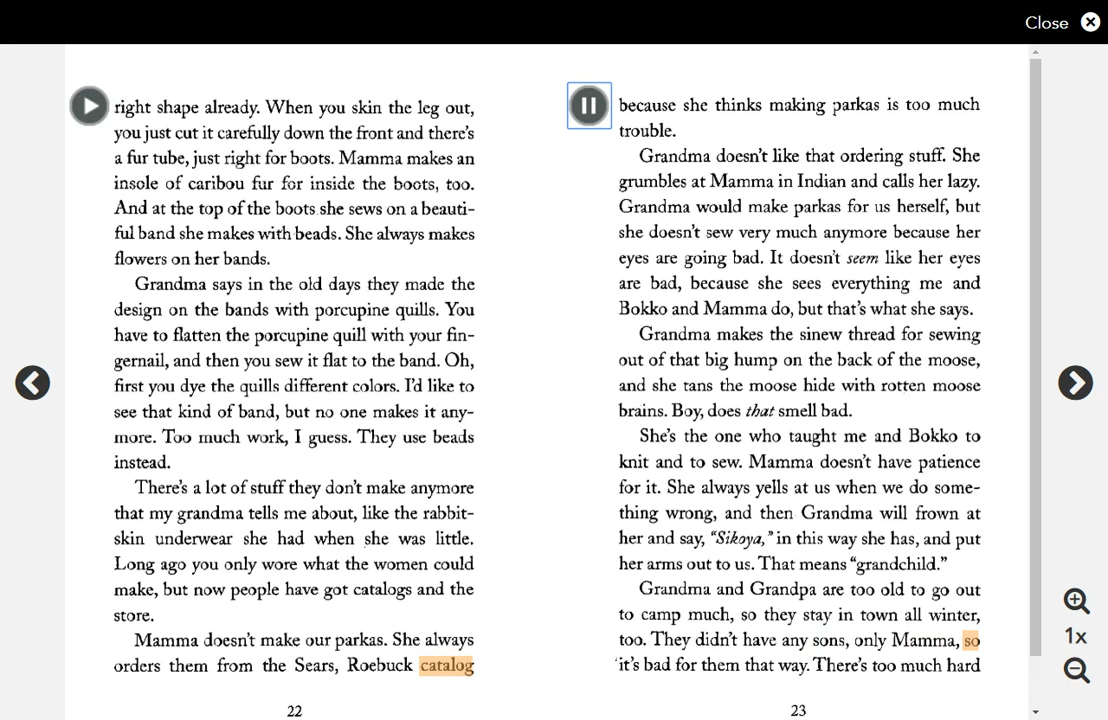 Close
right shape already. When you skin the leg out,
you just cut it carefully down the front and there's
a fur tube, just right for boots. Mamma makes an
insole of caribou fur for inside the boots, too.
And at the top of the boots she sews on a beauti-
ful band she makes with beads. She always makes
flowers on her bands.
Grandma says in the old days they made the
design on the bands with porcupine quills. You
have to flatten the porcupine quill with your fin-
gernail, and then you sew it flat to the band. Oh,
first you dye the quills different colors. I'd like to
see that kind of band, but no one makes it any-
more. Too much work, I guess. They use beads
instead.
There's a lot of stuff they don't make anymore
that my grandma tells me about, like the rabbit-
skin underwear she had when she was little.
Long ago you only wore what the women could
make, but now people have got catalogs and the
store.
Mamma doesn't make our parkas. She always
orders them from the Sears, Roebuck catalog
22
because she thinks making parkas is too much
trouble.
Grandma doesn't like that ordering stuff. She
grumbles at Mamma in Indian and calls her lazy.
Grandma would make parkas for us herself, but
she doesn't sew very much anymore because her
eyes are going bad. It doesn't seem like her eyes
are bad, because she sees everything me and
Bokko and Mamma do, but that's what she says.
Grandma makes the sinew thread for sewing
out of that big hump on the back of the moose,
and she tans the moose hide with rotten moose
brains. Boy, does that smell bad.
She's the one who taught me and Bokko to
knit and to sew. Mamma doesn't have patience
for it. She always yells at us when we do some-
thing wrong, and then Grandma will frown at
her and say, "Sikoya," in this way she has, and put
her arms out to us. That means "grandchild."
Grandma and Grandpa are too old to go out
to camp much, so they stay in town all winter,
too. They didn't have any sons, only Mamma, so
it's bad for them that way. There's too much hard
23
1x